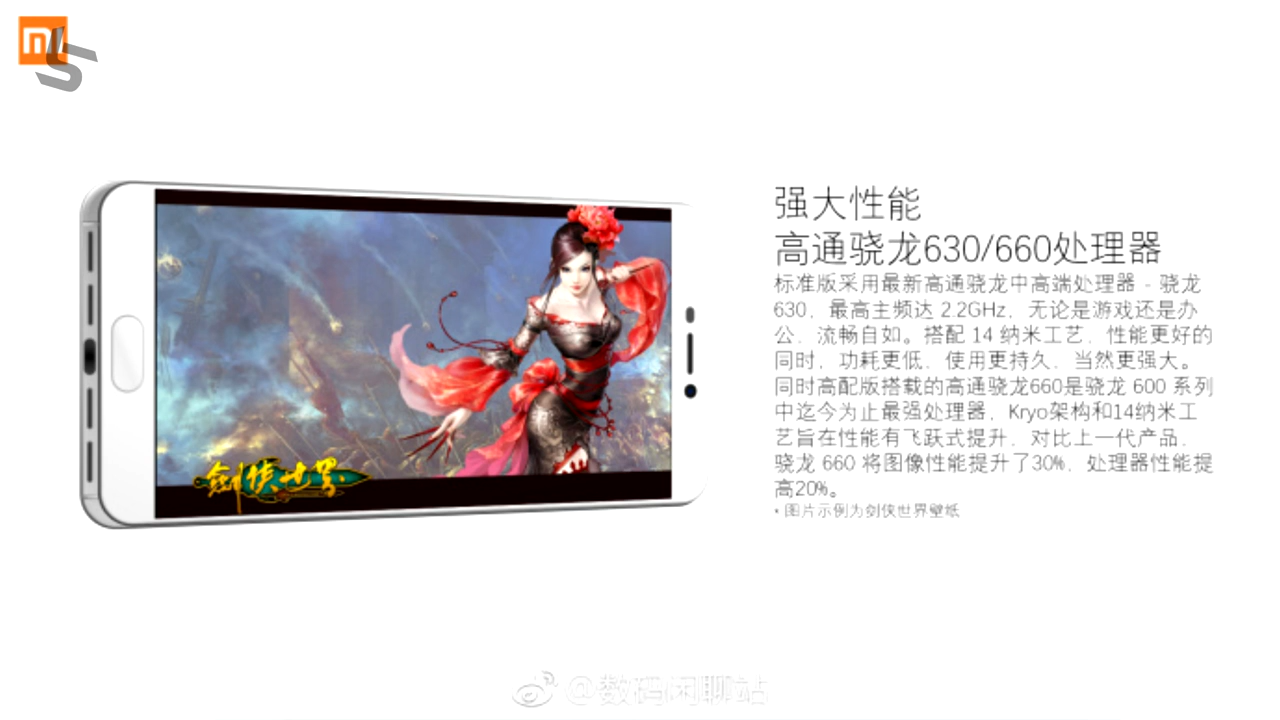 强大性能
高通骁龙630/660处理器
标准版采用最新高通骁龙中高端处理器 - 骁龙
630，最高主频达 2.2GHz，无论是游戏还是办
公，流畅自如。搭配 14 纳米工艺，性能更好的
同时，功耗更低，使用更持久，当然更强大。
同时高配版搭载的高通骁龙660是骁龙 600 系列
中迄今为止最强处理器，Kryo架构和14纳米工
艺旨在性能有飞跃式提升，对比上一代产品，
骁龙 660 将图像性能提升了30%，处理器性能提
高20%。
• 图片示例为剑侠世界壁纸
剑侠世界
@数码闲聊站